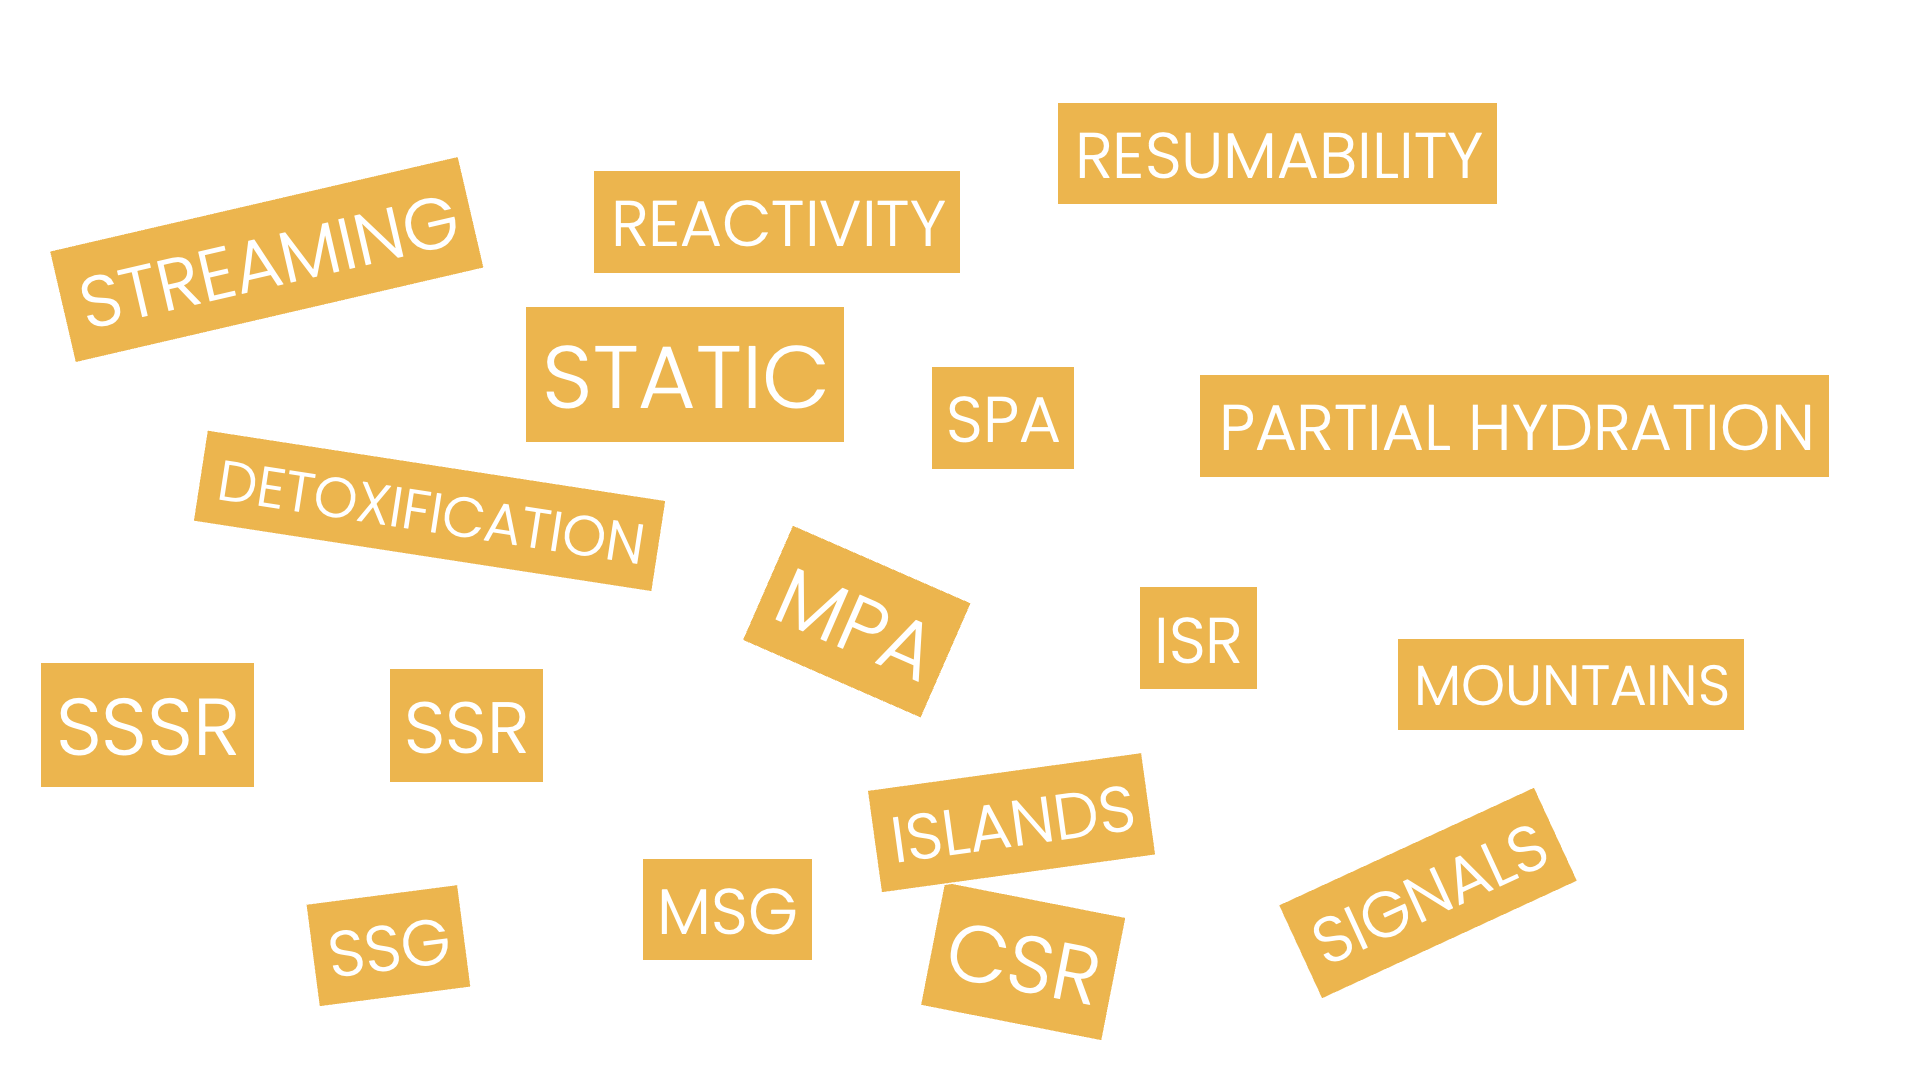 RESUMABILITY
STREAMING
REACTIVITY
STATIC
SPA
PARTIAL HYDRATION
DETOXIFICATION
MPA
ISR
MOUNTAINS
SSSR
SSR
ISLANDS
SIGNALS
MSG
SSG
CSR